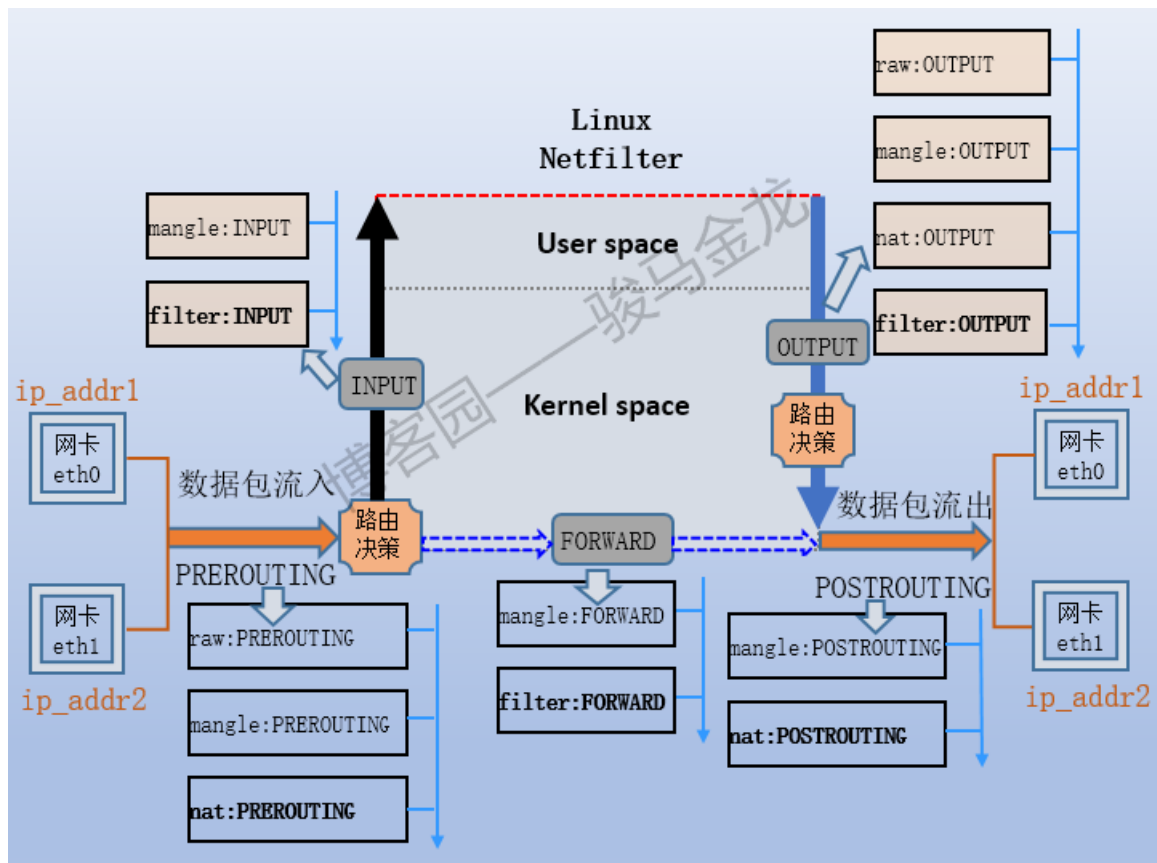 Linux
Netfilter
raw:OUTPUT
mangle:OUTPUT
nat:OUTPUT
filter:OUTPUT
mangle:INPUT
filter:INPUT
User space
Kernel space
INPUT
OUTPUT
路由
决策
ip_addr1
网卡
eth0
数据包流入
路由
决策
PREROUTING
网卡
eth1
ip_addr2
FORWARD
数据包流出
POSTROUTING
ip_addr1
网卡
eth0
网卡
eth1
ip_addr2
raw:PREROUTING
mangle:PREROUTING
nat:PREROUTING
mangle:FORWARD
filter:FORWARD
mangle:POSTROUTING
nat:POSTROUTING
博客园——骏马金龙